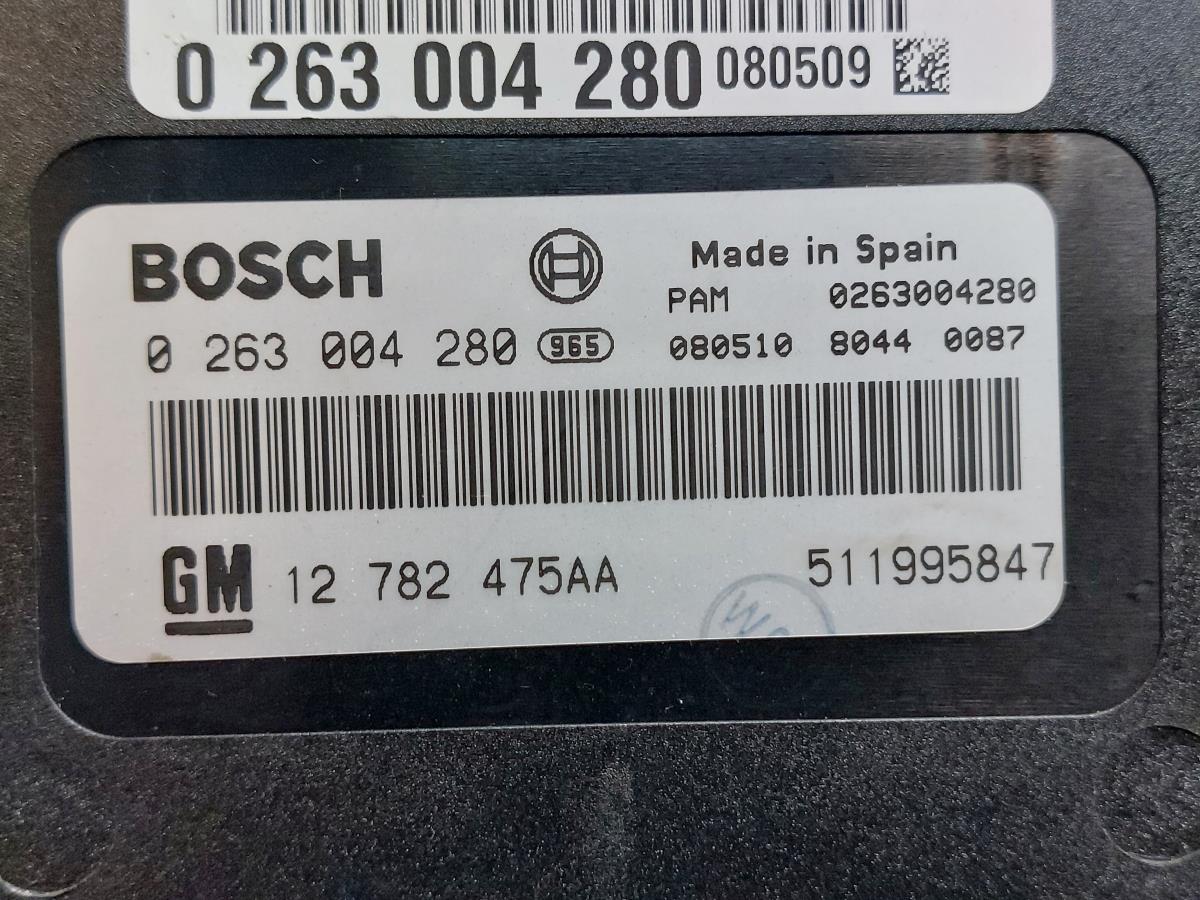 0 263 004 280 080509
BOSCH
Made in Spain
PAM 0263004280
0 263 004 280 965 080510 8044 0087
GM 12 782 475AA 511995847